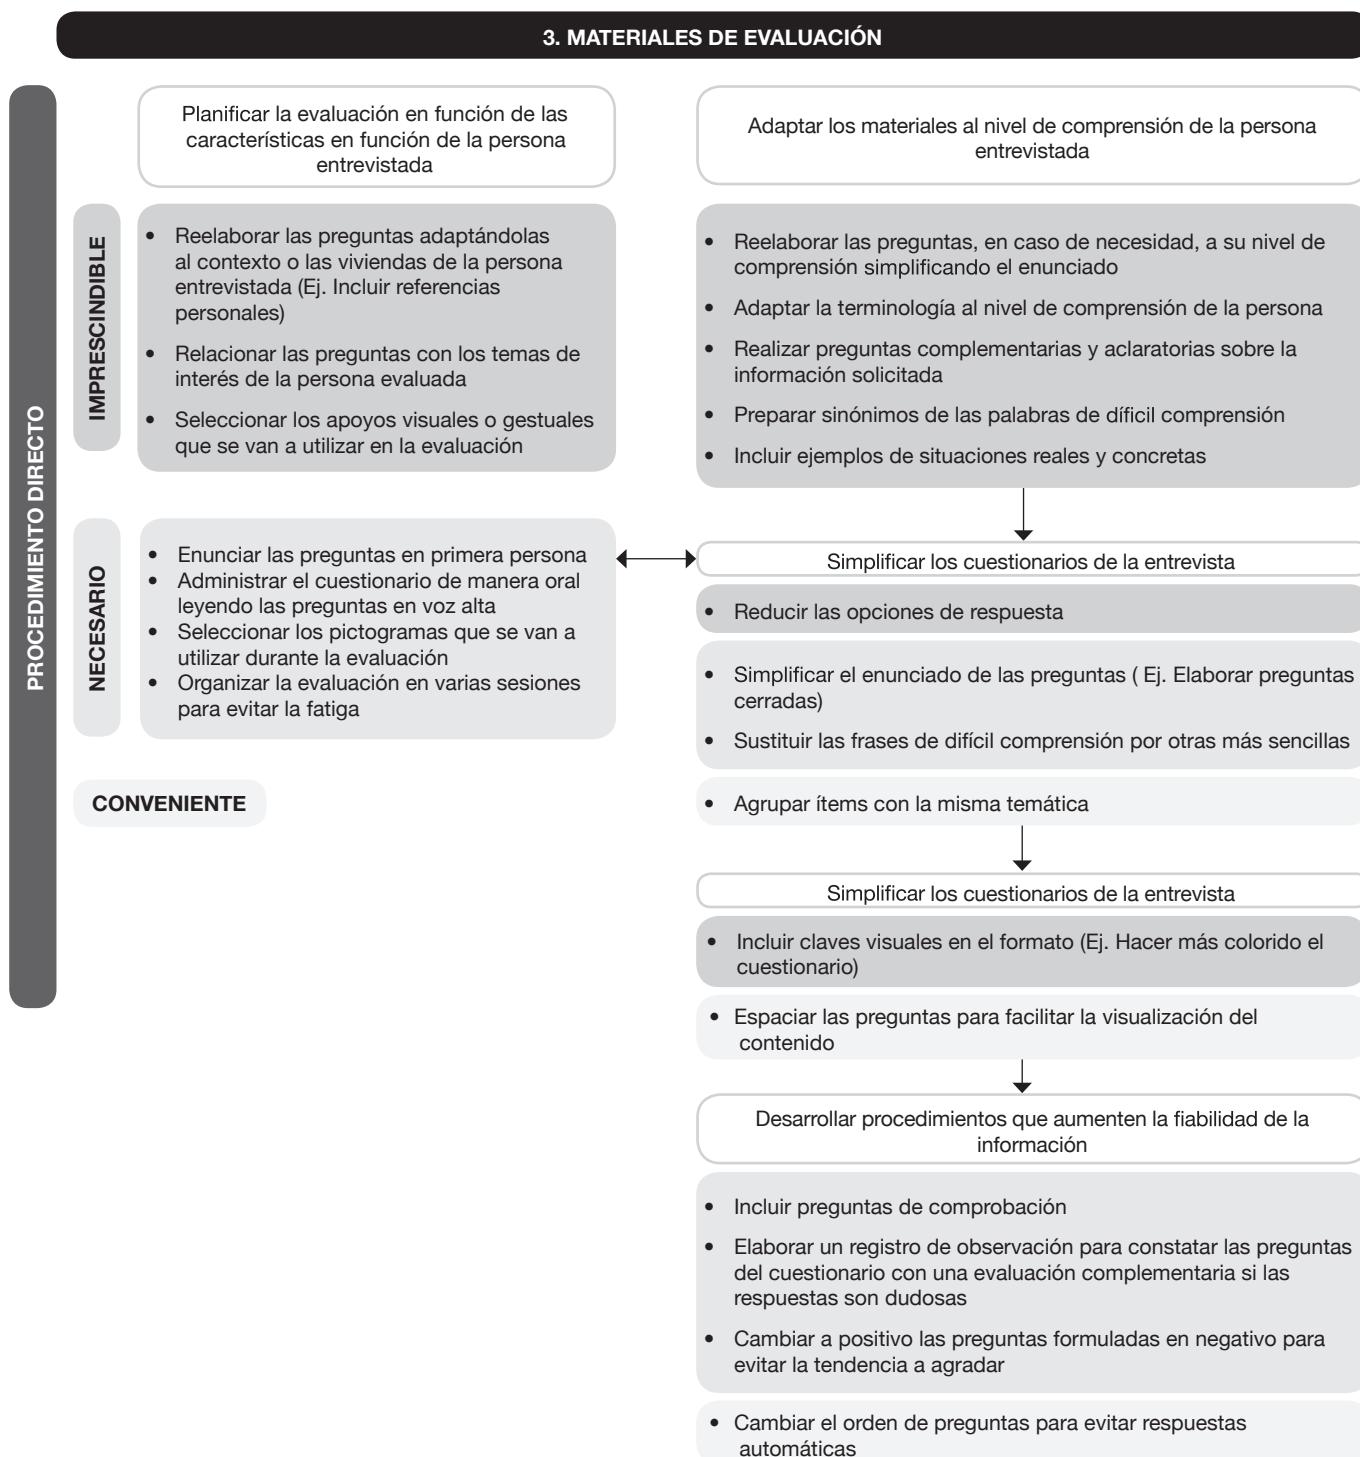 3. MATERIALES DE EVALUACIÓN
PROCEDIMIENTO DIRECTO
Planificar la evaluación en función de las
características en función de la persona
entrevistada
IMPRESCINDIBLE
• Reelaborar las preguntas adaptándolas
al contexto o las viviendas de la persona
entrevistada (Ej. Incluir referencias
personales)
• Relacionar las preguntas con los temas de
interés de la persona evaluada
• Seleccionar los apoyos visuales o gestuales
que se van a utilizar en la evaluación
NECESARIO
• Enunciar las preguntas en primera persona
• Administrar el cuestionario de manera oral
leyendo las preguntas en voz alta
• Seleccionar los pictogramas que se van a
utilizar durante la evaluación
• Organizar la evaluación en varias sesiones
para evitar la fatiga
CONVENIENTE
Adaptar los materiales al nivel de comprensión de la persona
entrevistada
• Reelaborar las preguntas, en caso de necesidad, a su nivel de
comprensión simplificando el enunciado
• Adaptar la terminología al nivel de comprensión de la persona
• Realizar preguntas complementarias y aclaratorias sobre la
información solicitada
• Preparar sinónimos de las palabras de díficil comprensión
• Incluir ejemplos de situaciones reales y concretas
Simplificar los cuestionarios de la entrevista
• Reducir las opciones de respuesta
• Simplificar el enunciado de las preguntas ( Ej. Elaborar preguntas
cerradas)
• Sustituir las frases de difícil comprensión por otras más sencillas
• Agrupar ítems con la misma temática
Simplificar los cuestionarios de la entrevista
• Incluir claves visuales en el formato (Ej. Hacer más colorido el
cuestionario)
• Espaciar las preguntas para facilitar la visualización del
contenido
Desarrollar procedimientos que aumenten la fiabilidad de la
información
• Incluir preguntas de comprobación
• Elaborar un registro de observación para constatar las preguntas
del cuestionario con una evaluación complementaria si las
respuestas son dudosas
• Cambiar a positivo las preguntas formuladas en negativo para
evitar la tendencia a agradar
• Cambiar el orden de preguntas para evitar respuestas
automáticas